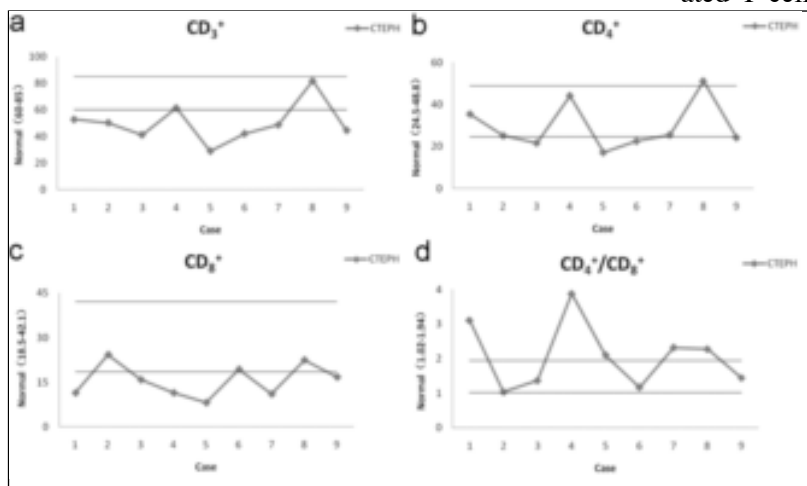 ated T cell
a
CD₃⁺
CTEPH
Normal (60-85)
100
80
60
40
20
0
1 2 3 4 5 6 7 8 9
Case
b
CD₄⁺
CTEPH
Normal (24.5-48.8)
60
40
20
0
1 2 3 4 5 6 7 8 9
Case
c
CD₈⁺
CTEPH
Normal (18.5-42.1)
45
30
15
0
1 2 3 4 5 6 7 8 9
Case
d
CD₄⁺/CD₈⁺
CTEPH
Normal (1.02-1.94)
4
3
2
1
0
1 2 3 4 5 6 7 8 9
Case